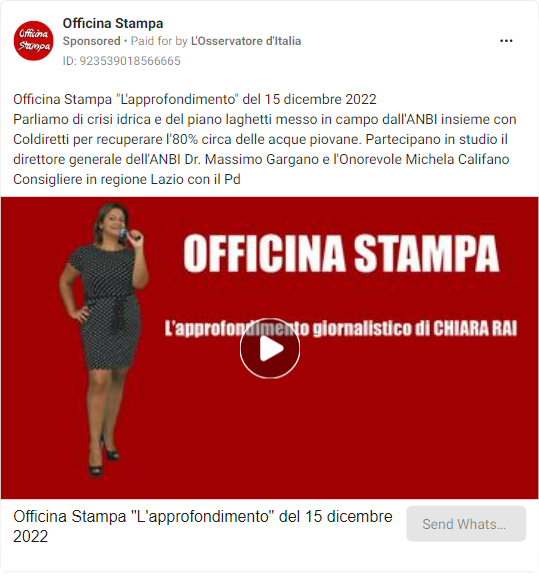 Officina
Stampa
Officina Stampa
Sponsored • Paid for by L'Osservatore d'Italia
ID: 923539018566665
Officina Stampa "L'approfondimento" del 15 dicembre 2022
Parliamo di crisi idrica e del piano laghetti messo in campo dall'ANBI insieme con
Coldiretti per recuperare l'80% circa delle acque piovane. Partecipano in studio il
direttore generale dell'ANBI Dr. Massimo Gargano e l'Onorevole Michela Califano
Consigliere in regione Lazio con il Pd
OFFICINA STAMPA
L'approfondimento giornalistico di CHIARA RAI
Officina Stampa "L'approfondimento" del 15 dicembre
2022
Send Whats...